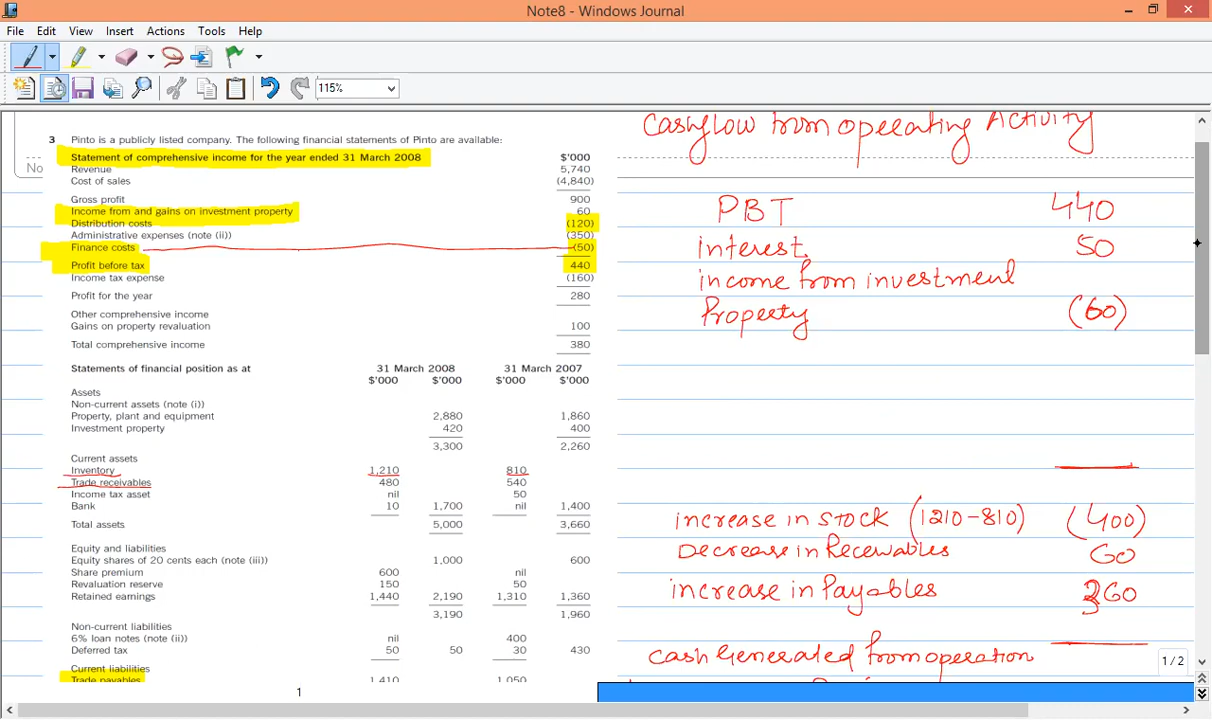 Note8 - Windows Journal
File Edit View Insert Actions Tools Help
115%
No
3 Pinto is a publicly listed company. The following financial statements of Pinto are available:
Statement of comprehensive income for the year ended 31 March 2008 $'000
Revenue 5,740
Cost of sales (4,840)
Gross profit 900
Income from and gains on investment property 60
Distribution costs (120)
Administrative expenses (note (ii)) (350)
Finance costs (50)
Profit before tax 440
Income tax expense (160)
Profit for the year 280
Other comprehensive income
Gains on property revaluation 100
Total comprehensive income 380
Statements of financial position as at 31 March 2008 31 March 2007
$'000 $'000 $'000 $'000
Assets
Non-current assets (note (i))
Property, plant and equipment 2,880 1,860
Investment property 420 400
3,300 2,260
Current assets
Inventory 1,210 810
Trade receivables 480 540
Income tax asset nil 50
Bank 10 1,700 nil 1,400
Total assets 5,000 3,660
Equity and liabilities
Equity shares of 20 cents each (note (iii)) 1,000 600
Share premium 600 nil
Revaluation reserve 150 50
Retained earnings 1,440 2,190 1,310 1,360
3,190 1,960
Non-current liabilities
6% loan notes (note (ii)) nil 400
Deferred tax 50 50 30 430
Current liabilities
Trade payables 1,410 1,050
1
Cashflow from operating Activity
PBT 440
interest 50
income from investment
Property (60)
increase in STOCK (1210-810) (400)
Decrease in Receivables 60
increase in Payables 360
cash Generated from operation
1 / 2